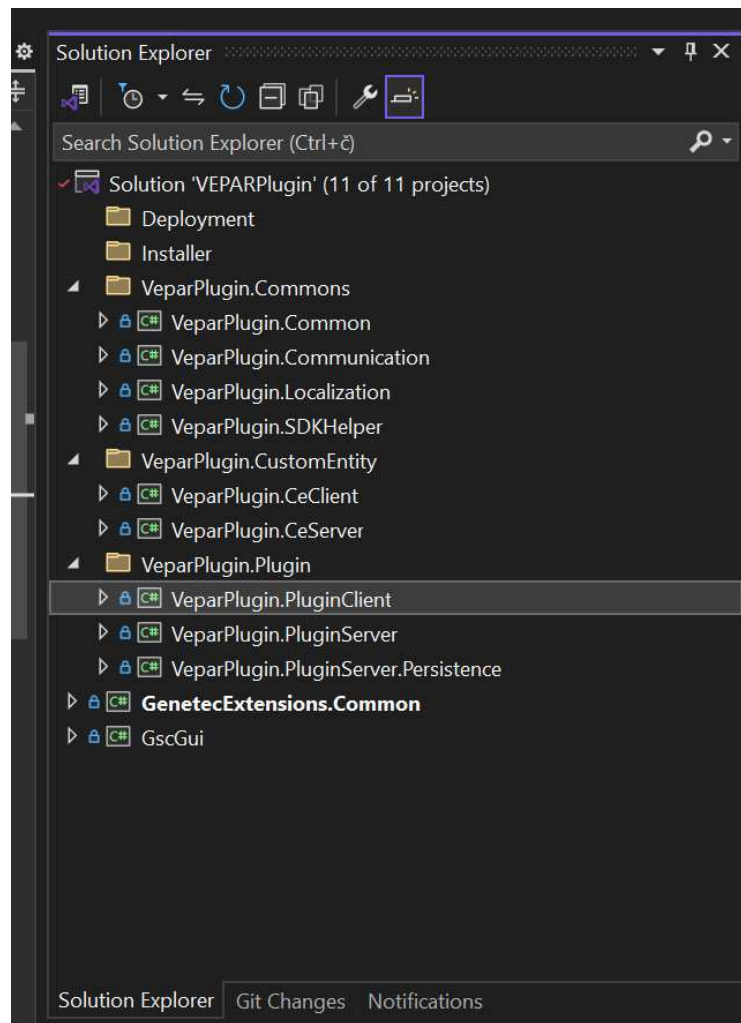 Solution Explorer
Search Solution Explorer (Ctrl+č)
Solution 'VEPARPlugin' (11 of 11 projects)
Deployment
Installer
VeparPlugin.Commons
C# VeparPlugin.Common
C# VeparPlugin.Communication
C# VeparPlugin.Localization
C# VeparPlugin.SDKHelper
VeparPlugin.CustomEntity
C# VeparPlugin.CeClient
C# VeparPlugin.CeServer
VeparPlugin.Plugin
C# VeparPlugin.PluginClient
C# VeparPlugin.PluginServer
C# VeparPlugin.PluginServer.Persistence
C# GenetecExtensions.Common
C# GscGui
Solution Explorer Git Changes Notifications